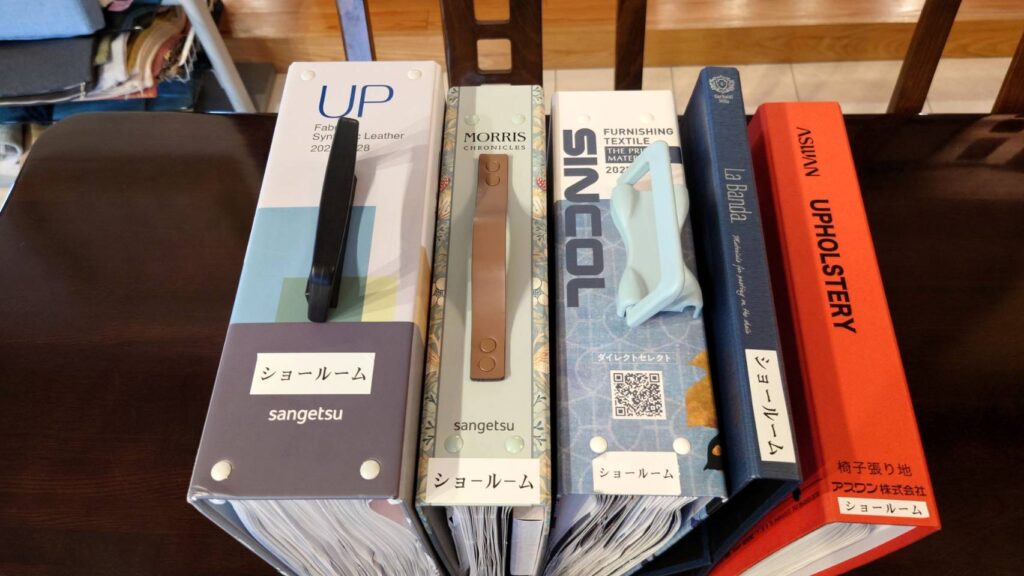 UP
Synthetic Leather
ショールーム
sangetsu
MORRIS
CHRONICLES
sangetsu
ショールーム
SINCOL
FURNISHING
TEXTILE
ダイレクトセレクト
ショールーム
La Banda
ショールーム
UPHOLSTERY
椅子張り地
アスワン株式会社
ショールーム